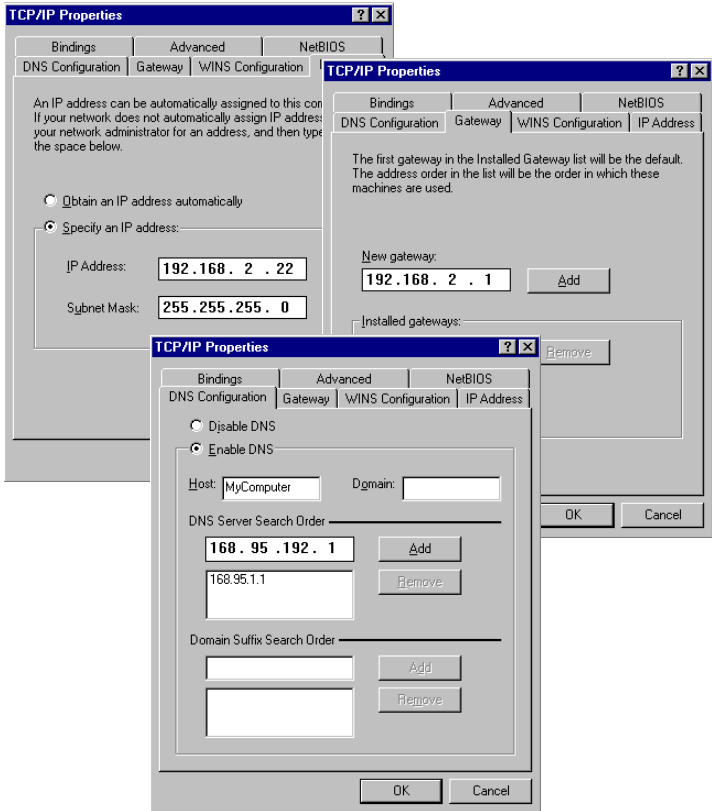 TCP/IP Properties
Bindings
Advanced
NetBIOS
DNS Configuration
Gateway
WINS Configuration
An IP address can be automatically assigned to this
If your network does not automatically assign IP
your network administrator for an address, and then type
the space below.
Obtain an IP address automatically
Specify an IP address:
IP Address:
192.168. 2 .22
Subnet Mask:
255.255.255. 0
TCP/IP Properties
Bindings
Advanced
NetBIOS
DNS Configuration
Gateway
WINS Configuration
IP Address
The first gateway in the Installed Gateway list will be the default.
The address order in the list will be the order in which these
machines are used.
New gateway:
192.168. 2 . 1
Add
Installed gateways:
Remove
OK
Cancel
TCP/IP Properties
Bindings
Advanced
NetBIOS
DNS Configuration
Gateway
WINS Configuration
IP Address
Disable DNS
Enable DNS
Host:
MyComputer
Domain:
DNS Server Search Order
168. 95 .192. 1
Add
168.95.1.1
Remove
Domain Suffix Search Order
Add
Remove
OK
Cancel